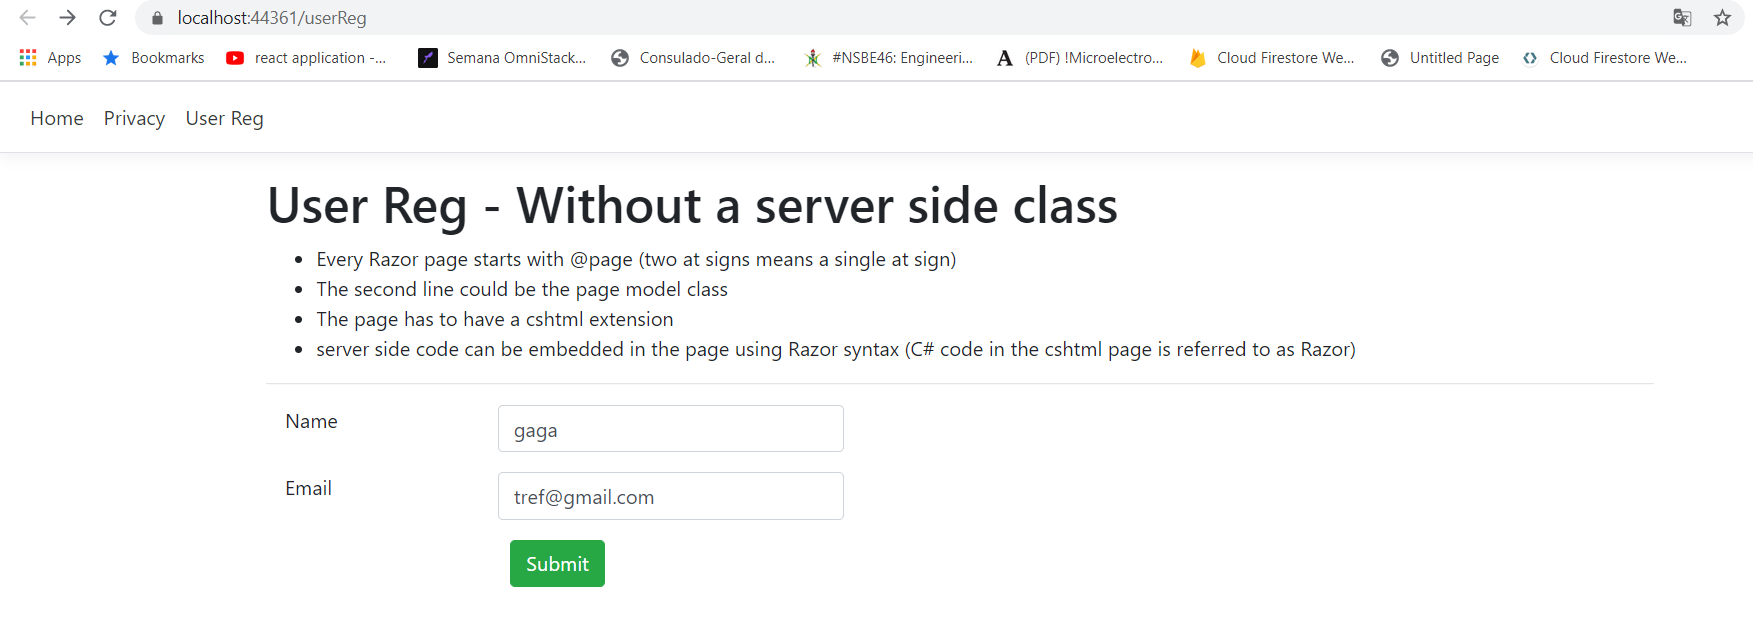 localhost:44361/userReg
Apps Bookmarks react application -... Semana OmniStack... Consulado-Geral d... #NSBE46: Engineeri... (PDF) !Microelectro... Cloud Firestore We... Untitled Page Cloud Firestore We...
Home Privacy User Reg
User Reg - Without a server side class
• Every Razor page starts with @page (two at signs means a single at sign)
• The second line could be the page model class
• The page has to have a cshtml extension
• server side code can be embedded in the page using Razor syntax (C# code in the cshtml page is referred to as Razor)
Name gaga
Email tref@gmail.com
Submit